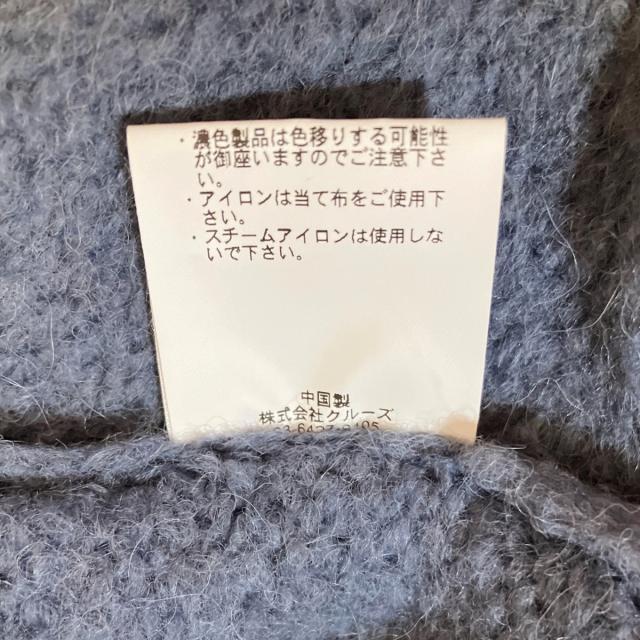 ・濃色製品は色移りする可能性
が御座いますのでご注意下さ
い。
・アイロンは当て布をご使用下
さい。
・スチームアイロンは使用しな
いで下さい。
中国製
株式会社クルーズ